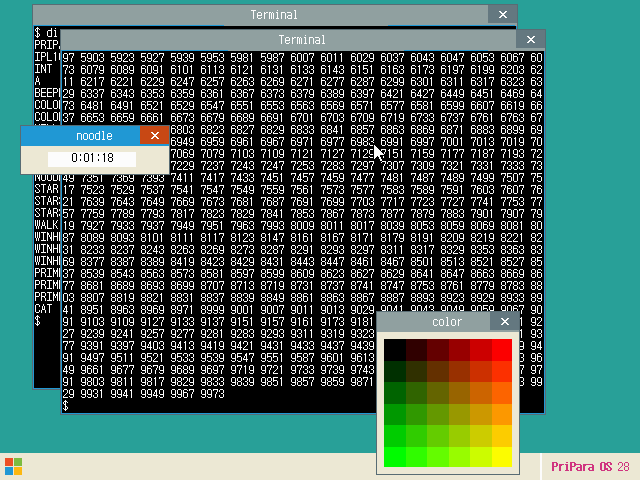 Terminal
$ di
PRIP
IPL1
INT
A
BEEP
COLO
COLO
NOOD
STAR
STAR
STAR
WALK
WINH
WINH
WINH
PRIM
PRIM
PRIM
CAT
$
Terminal
97 5903 5923 5927 5939 5953 5981 5987 6007 6011 6029 6037 6043 6047 6053 6067 60
73 6079 6089 6091 6101 6113 6121 6131 6133 6143 6151 6163 6173 6197 6199 6203 62
11 6217 6221 6229 6247 6257 6263 6269 6271 6277 6287 6299 6301 6311 6317 6323 63
29 6337 6343 6353 6359 6361 6367 6373 6379 6389 6397 6421 6427 6449 6451 6469 64
73 6481 6491 6521 6529 6547 6551 6553 6563 6569 6571 6577 6581 6599 6607 6619 66
37 6653 6659 6661 6673 6679 6689 6691 6701 6703 6709 6719 6733 6737 6761 6763 67
6803 6823 6827 6829 6833 6841 6857 6863 6869 6871 6883 6899 69
6949 6959 6961 6967 6971 6977 6983 6991 6997 7001 7013 7019 70
7069 7079 7103 7109 7121 7127 7129 7151 7159 7177 7187 7193 72
7229 7237 7243 7247 7253 7283 7297 7307 7309 7321 7331 7333 73
49 7351 7369 7393 7411 7417 7433 7451 7457 7459 7477 7481 7487 7489 7499 7507 75
17 7523 7529 7537 7541 7547 7549 7559 7561 7573 7577 7583 7589 7591 7603 7607 76
21 7639 7643 7649 7669 7673 7681 7687 7691 7699 7703 7717 7723 7727 7741 7753 77
57 7759 7789 7793 7817 7823 7829 7841 7853 7867 7873 7877 7879 7883 7901 7907 79
19 7927 7933 7937 7949 7951 7963 7993 8009 8011 8017 8039 8053 8059 8069 8081 80
87 8089 8093 8101 8111 8117 8123 8147 8161 8167 8171 8179 8191 8209 8219 8221 82
31 8233 8237 8243 8263 8269 8273 8287 8291 8293 8297 8311 8317 8329 8353 8363 83
69 8377 8387 8389 8419 8423 8429 8431 8443 8447 8461 8467 8501 8513 8521 8527 85
37 8539 8543 8563 8573 8581 8597 8599 8609 8623 8627 8629 8641 8647 8663 8669 86
77 8681 8689 8693 8699 8707 8713 8719 8731 8737 8741 8747 8753 8761 8779 8783 88
03 8807 8819 8821 8831 8837 8839 8849 8861 8863 8867 8887 8893 8923 8929 8933 89
41 8951 8963 8969 8971 8999 9001 9007 9011 9013 9029 9041 9043 9049 9059 9067 90
91 9103 9109 9127 9133 9137 9151 9157 9161 9173 9181 92
27 9239 9241 9257 9277 9281 9283 9293 9311 9319 9323 93
77 9391 9397 9403 9413 9419 9421 9431 9433 9437 9439 94
91 9497 9511 9521 9533 9539 9547 9551 9587 9601 9613 96
49 9661 9677 9679 9689 9697 9719 9721 9733 9739 9743 97
91 9803 9811 9817 9829 9833 9839 9851 9857 9859 9871 99
29 9931 9941 9949 9967 9973
$
noodle
0:01:18
color
PriPara OS 28